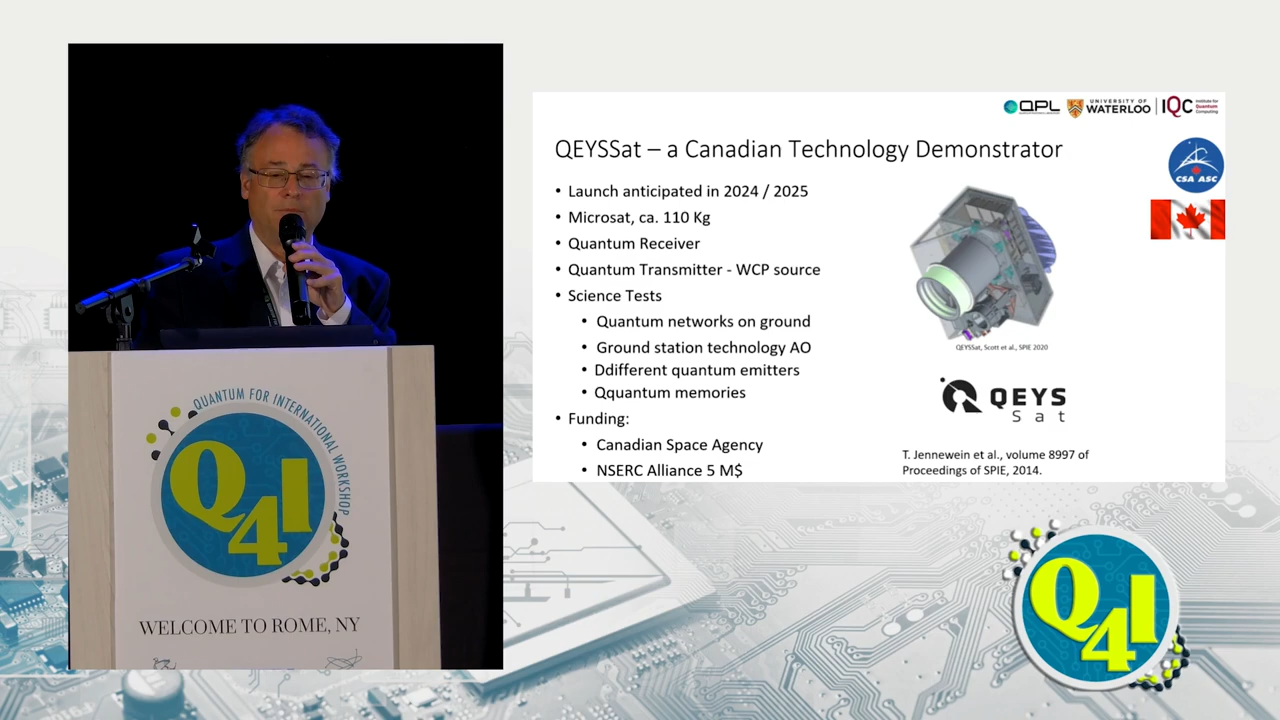 QUANTUM FOR INTERNATIONAL WORKSHOP
Q4I
WELCOME TO ROME, NY
QPL
UNIVERSITY OF
WATERLOO
IQC
Institute for
Quantum
Computing
QEYSSat – a Canadian Technology Demonstrator
CSA ASC
• Launch anticipated in 2024 / 2025
• Microsat, ca. 110 Kg
• Quantum Receiver
• Quantum Transmitter - WCP source
• Science Tests
• Quantum networks on ground
• Ground station technology AO
• Ddifferent quantum emitters
• Qquantum memories
• Funding:
• Canadian Space Agency
• NSERC Alliance 5 M$
QEYSSat, Scott et al., SPIE 2020
QEYS
Sat
T. Jennewein et al., volume 8997 of
Proceedings of SPIE, 2014.
Q4I